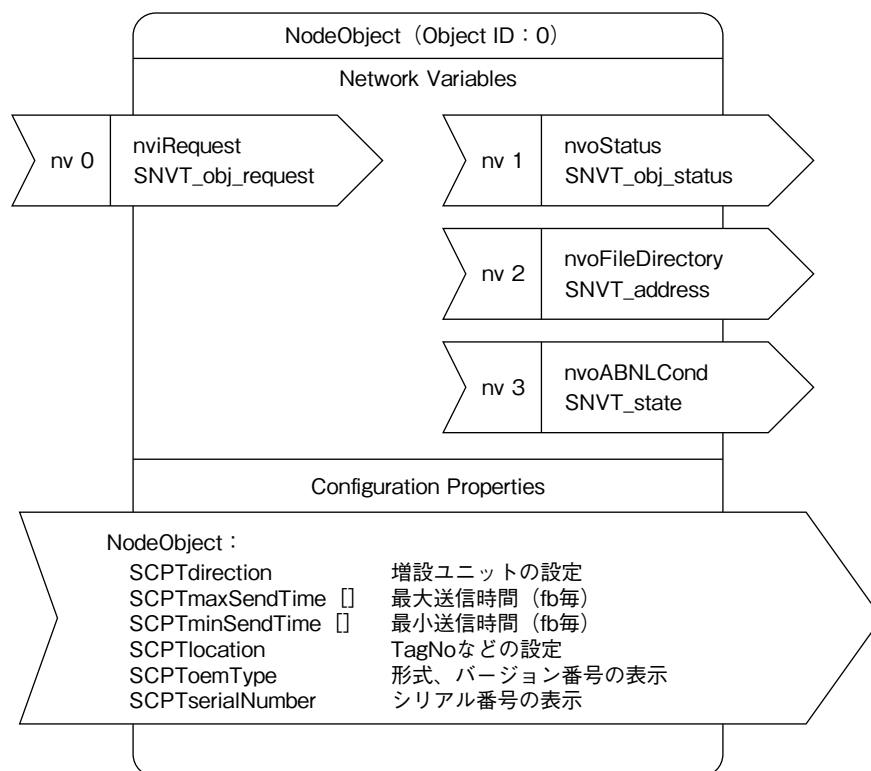 NodeObject（Object ID：0）
Network Variables
nv 0
nviRequest
SNVT_obj_request
nv 1
nvoStatus
SNVT_obj_status
nv 2
nvoFileDirectory
SNVT_address
nv 3
nvoABNLCond
SNVT_state
Configuration Properties
NodeObject：
SCPTdirection 増設ユニットの設定
SCPTmaxSendTime［］ 最大送信時間（fb毎）
SCPTminSendTime［］ 最小送信時間（fb毎）
SCPTlocation TagNoなどの設定
SCPToemType 形式、バージョン番号の表示
SCPTserialNumber シリアル番号の表示